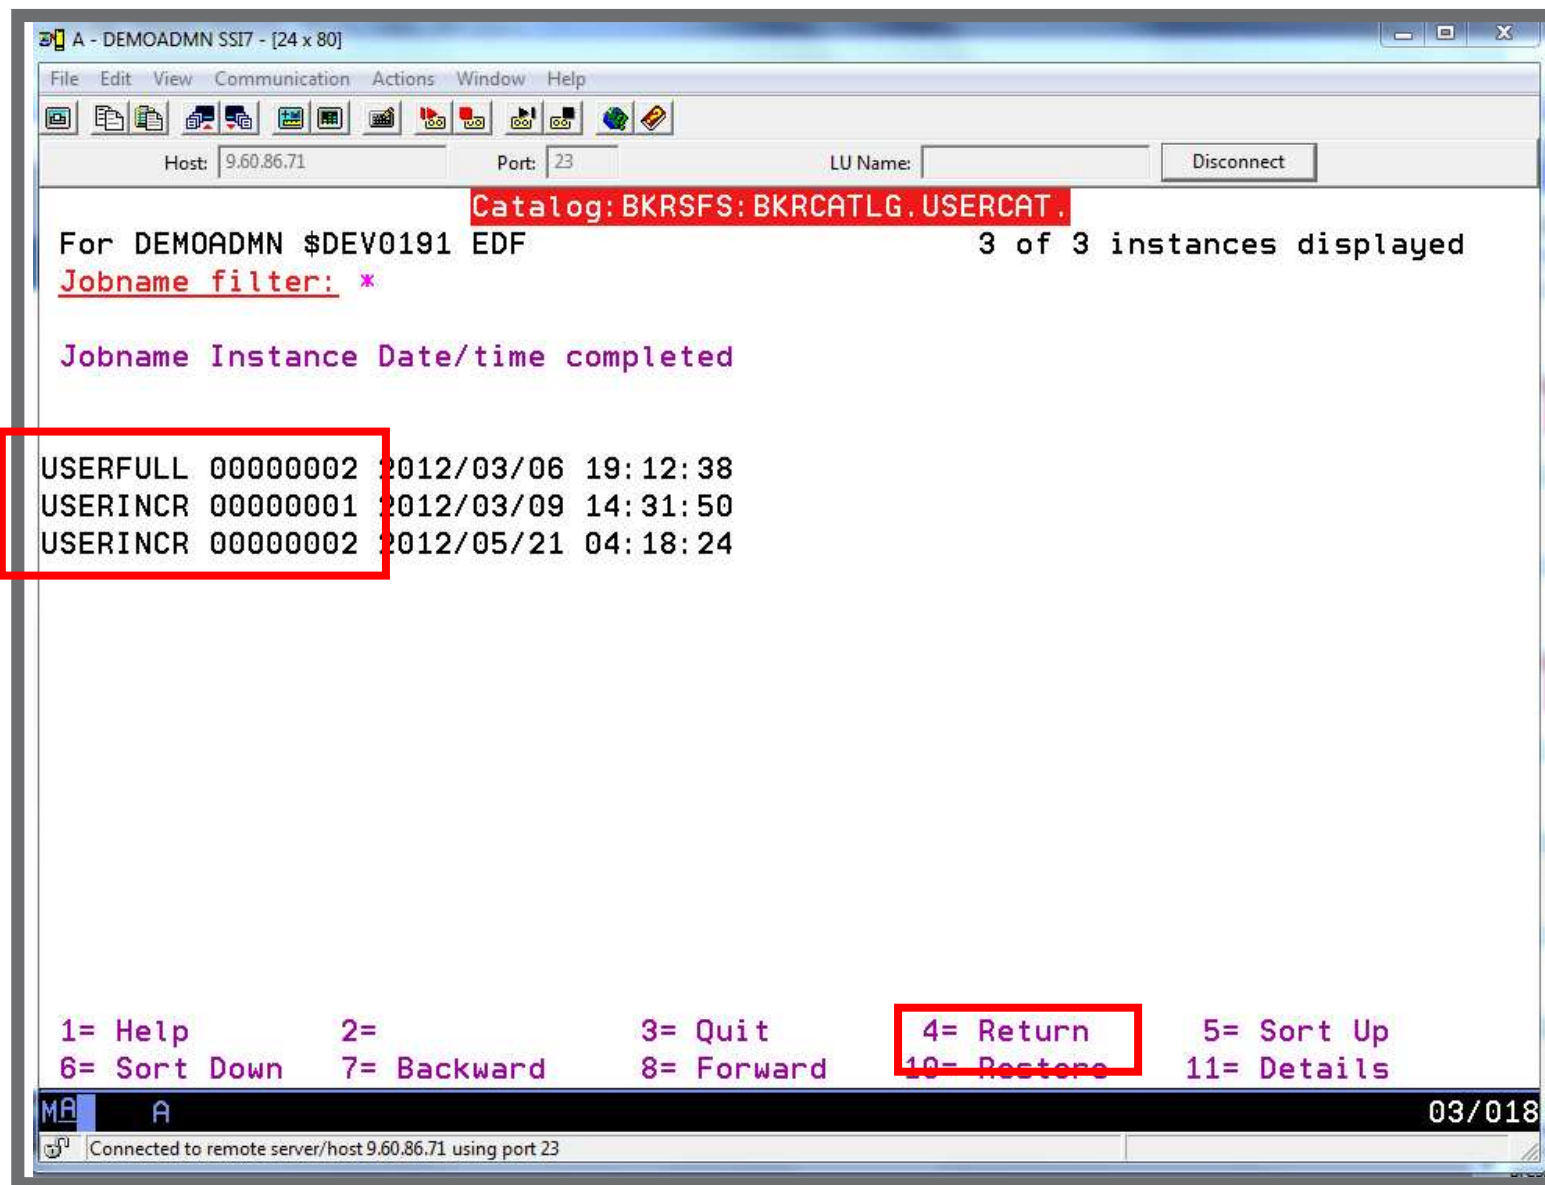 A - DEMOADMN SSI7 - [24 x 80]
File Edit View Communication Actions Window Help
Host: 9.60.86.71 Port: 23 LU Name: Disconnect
Catalog:BKRSFS:BKRCATLG.USERCAT.
For DEMOADMN $DEV0191 EDF 3 of 3 instances displayed
Jobname filter: *
Jobname Instance Date/time completed
USERFULL 00000002 2012/03/06 19:12:38
USERINCR 00000001 2012/03/09 14:31:50
USERINCR 00000002 2012/05/21 04:18:24
1= Help 2= 3= Quit 4= Return 5= Sort Up
6= Sort Down 7= Backward 8= Forward 10= Restore 11= Details
MA A 03/018
Connected to remote server/host 9.60.86.71 using port 23